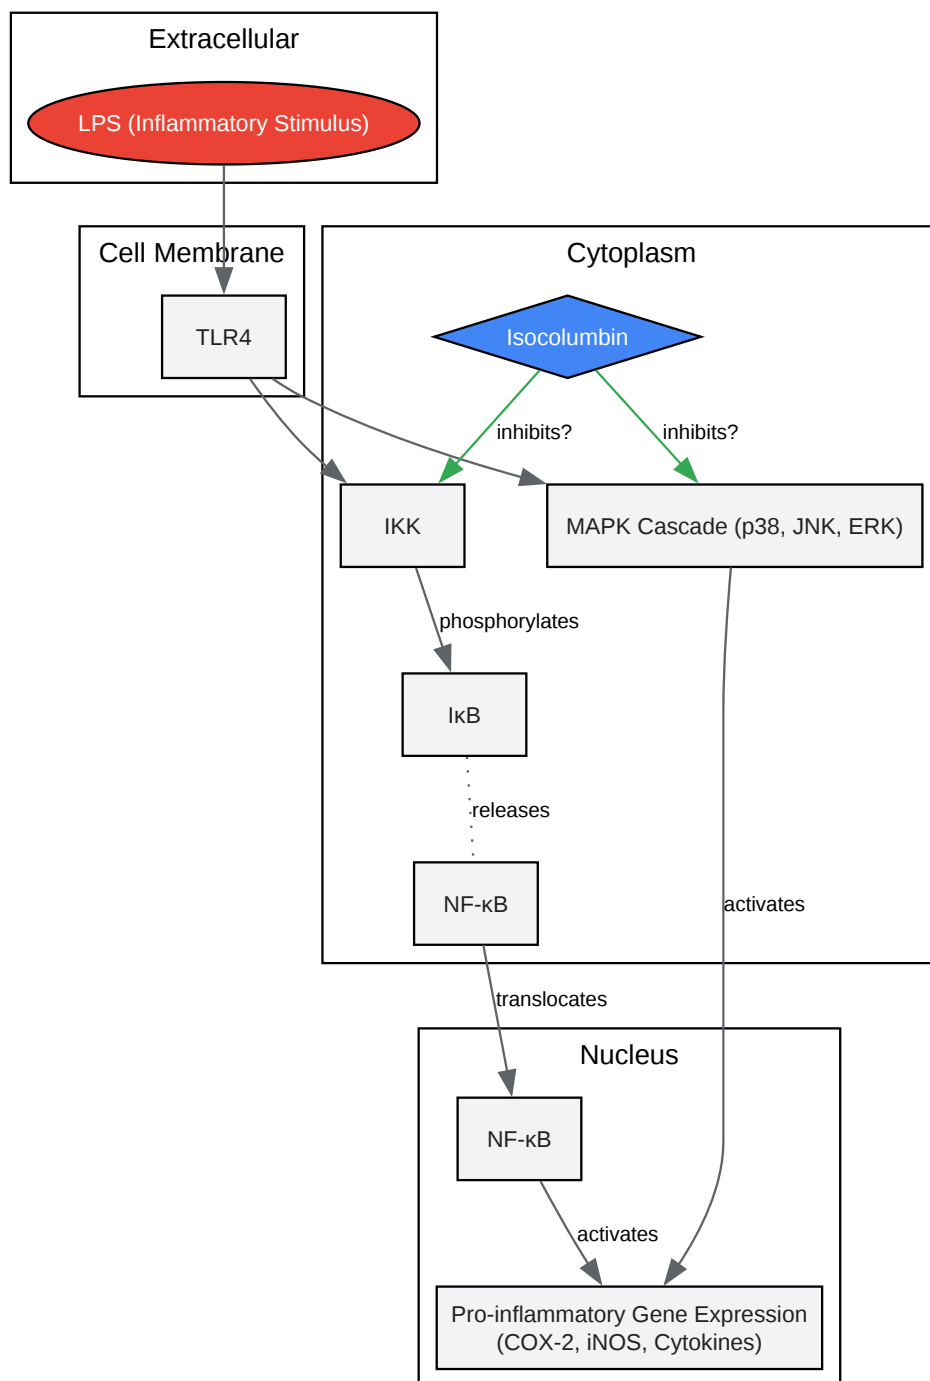 Extracellular
LPS (Inflammatory Stimulus)
Cell Membrane
Cytoplasm
TLR4
Isocolumbin
inhibits?
inhibits?
IKK
MAPK Cascade (p38, JNK, ERK)
phosphorylates
IκB
releases
NF-κB
activates
translocates
Nucleus
NF-κB
activates
Pro-inflammatory Gene Expression
(COX-2, iNOS, Cytokines)